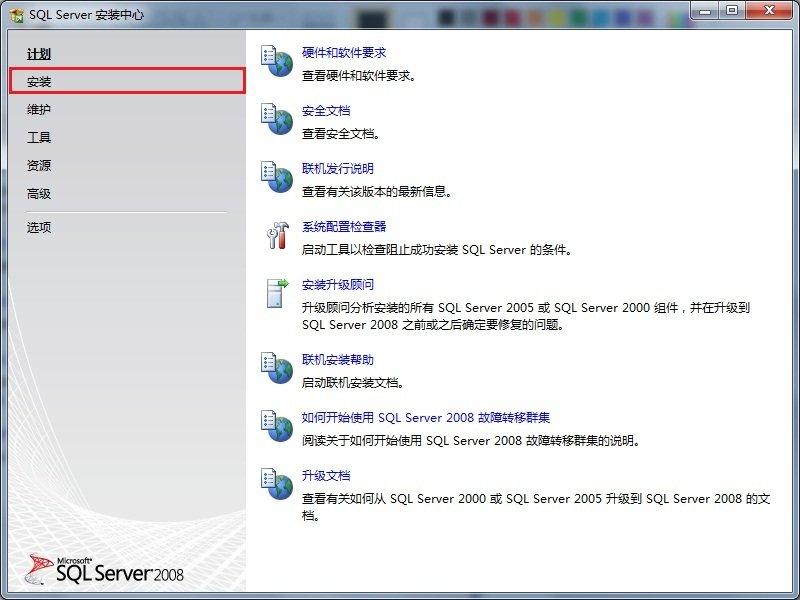 SQL Server 安装中心
计划
安装
维护
工具
资源
高级
选项
硬件和软件要求
查看硬件和软件要求。
安全文档
查看安全文档。
联机发行说明
查看有关该版本的最新信息。
系统配置检查器
启动工具以检查阻止成功安装 SQL Server 的条件。
安装升级顾问
升级顾问分析安装的所有 SQL Server 2005 或 SQL Server 2000 组件，并在升级到
SQL Server 2008 之前或之后确定要修复的问题。
联机安装帮助
启动联机安装文档。
如何开始使用 SQL Server 2008 故障转移群集
阅读关于如何开始使用 SQL Server 2008 故障转移群集的说明。
升级文档
查看有关如何从 SQL Server 2000 或 SQL Server 2005 升级到 SQL Server 2008 的文
档。
Microsoft®
SQL Server®2008